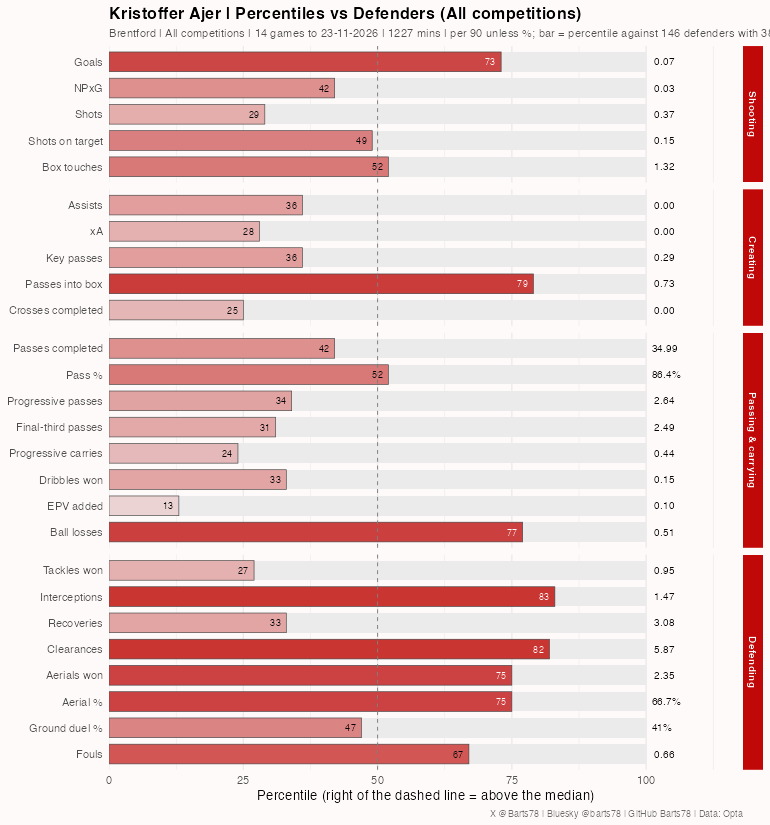 Kristoffer Ajer | Percentiles vs Defenders (All competitions)
Brentford | All competitions | 14 games to 23-11-2026 | 1227 mins | per 90 unless %; bar = percentile against 146 defenders with 38
Goals 73 0.07
NPxG 42 0.03
Shots 29 0.37
Shots on target 49 0.15
Box touches 52 1.32
Shooting
Assists 36 0.00
xA 28 0.00
Key passes 36 0.29
Passes into box 79 0.73
Crosses completed 25 0.00
Creating
Passes completed 42 34.99
Pass % 52 86.4%
Progressive passes 34 2.64
Final-third passes 31 2.49
Progressive carries 24 0.44
Dribbles won 33 0.15
EPV added 13 0.10
Ball losses 77 0.51
Passing & carrying
Tackles won 27 0.95
Interceptions 83 1.47
Recoveries 33 3.08
Clearances 82 5.87
Aerials won 75 2.35
Aerial % 75 66.7%
Ground duel % 47 41%
Fouls 67 0.66
Defending
0 25 50 75 100
Percentile (right of the dashed line = above the median)
X @Barts78 | Bluesky @barts78 | GitHub Barts78 | Data: Opta